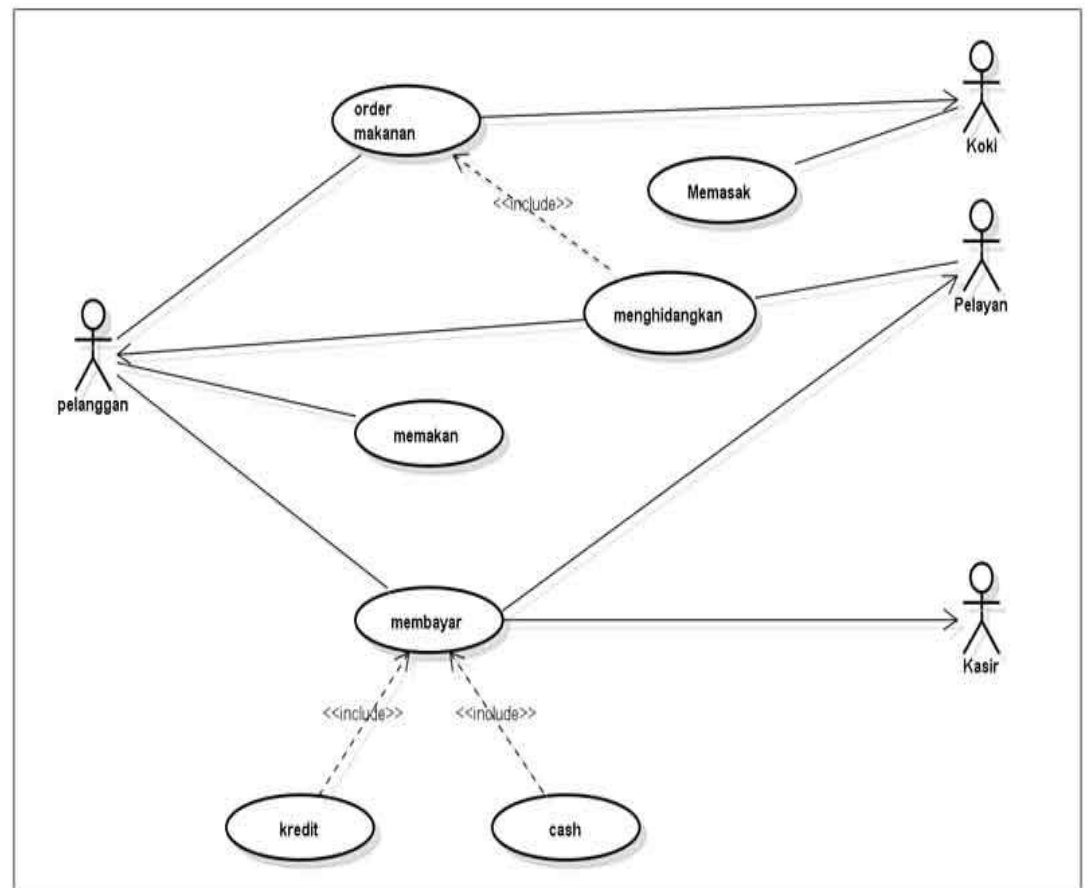 order
makanan
Koki
Memasak
<<include>>
Pelayan
menghidangkan
pelanggan
memakan
membayar
Kasir
<<include>>
<<include>>
kredit
cash